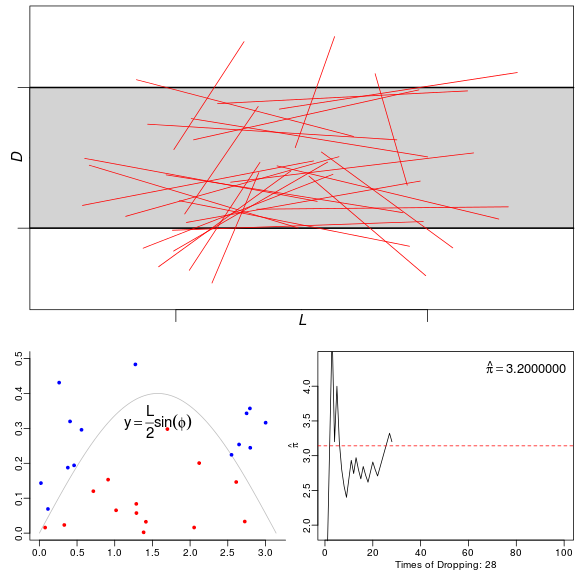 D
L
0.5
0.4
0.3
0.2
0.1
0.0
y = L/2 sin(ϕ)
0.0 0.5 1.0 1.5 2.0 2.5 3.0
π̂ = 3.2000000
4.0
3.5
3.0
2.5
2.0
π̂
0 20 40 60 80 100
Times of Dropping: 28